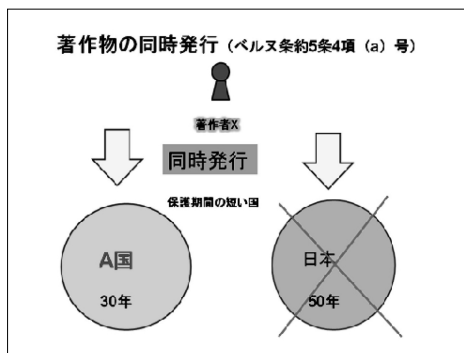 著作物の同時発行（ベルヌ条約5条4項（a）号）
著作者X
同時発行
保護期間の短い国
A国
30年
日本
50年